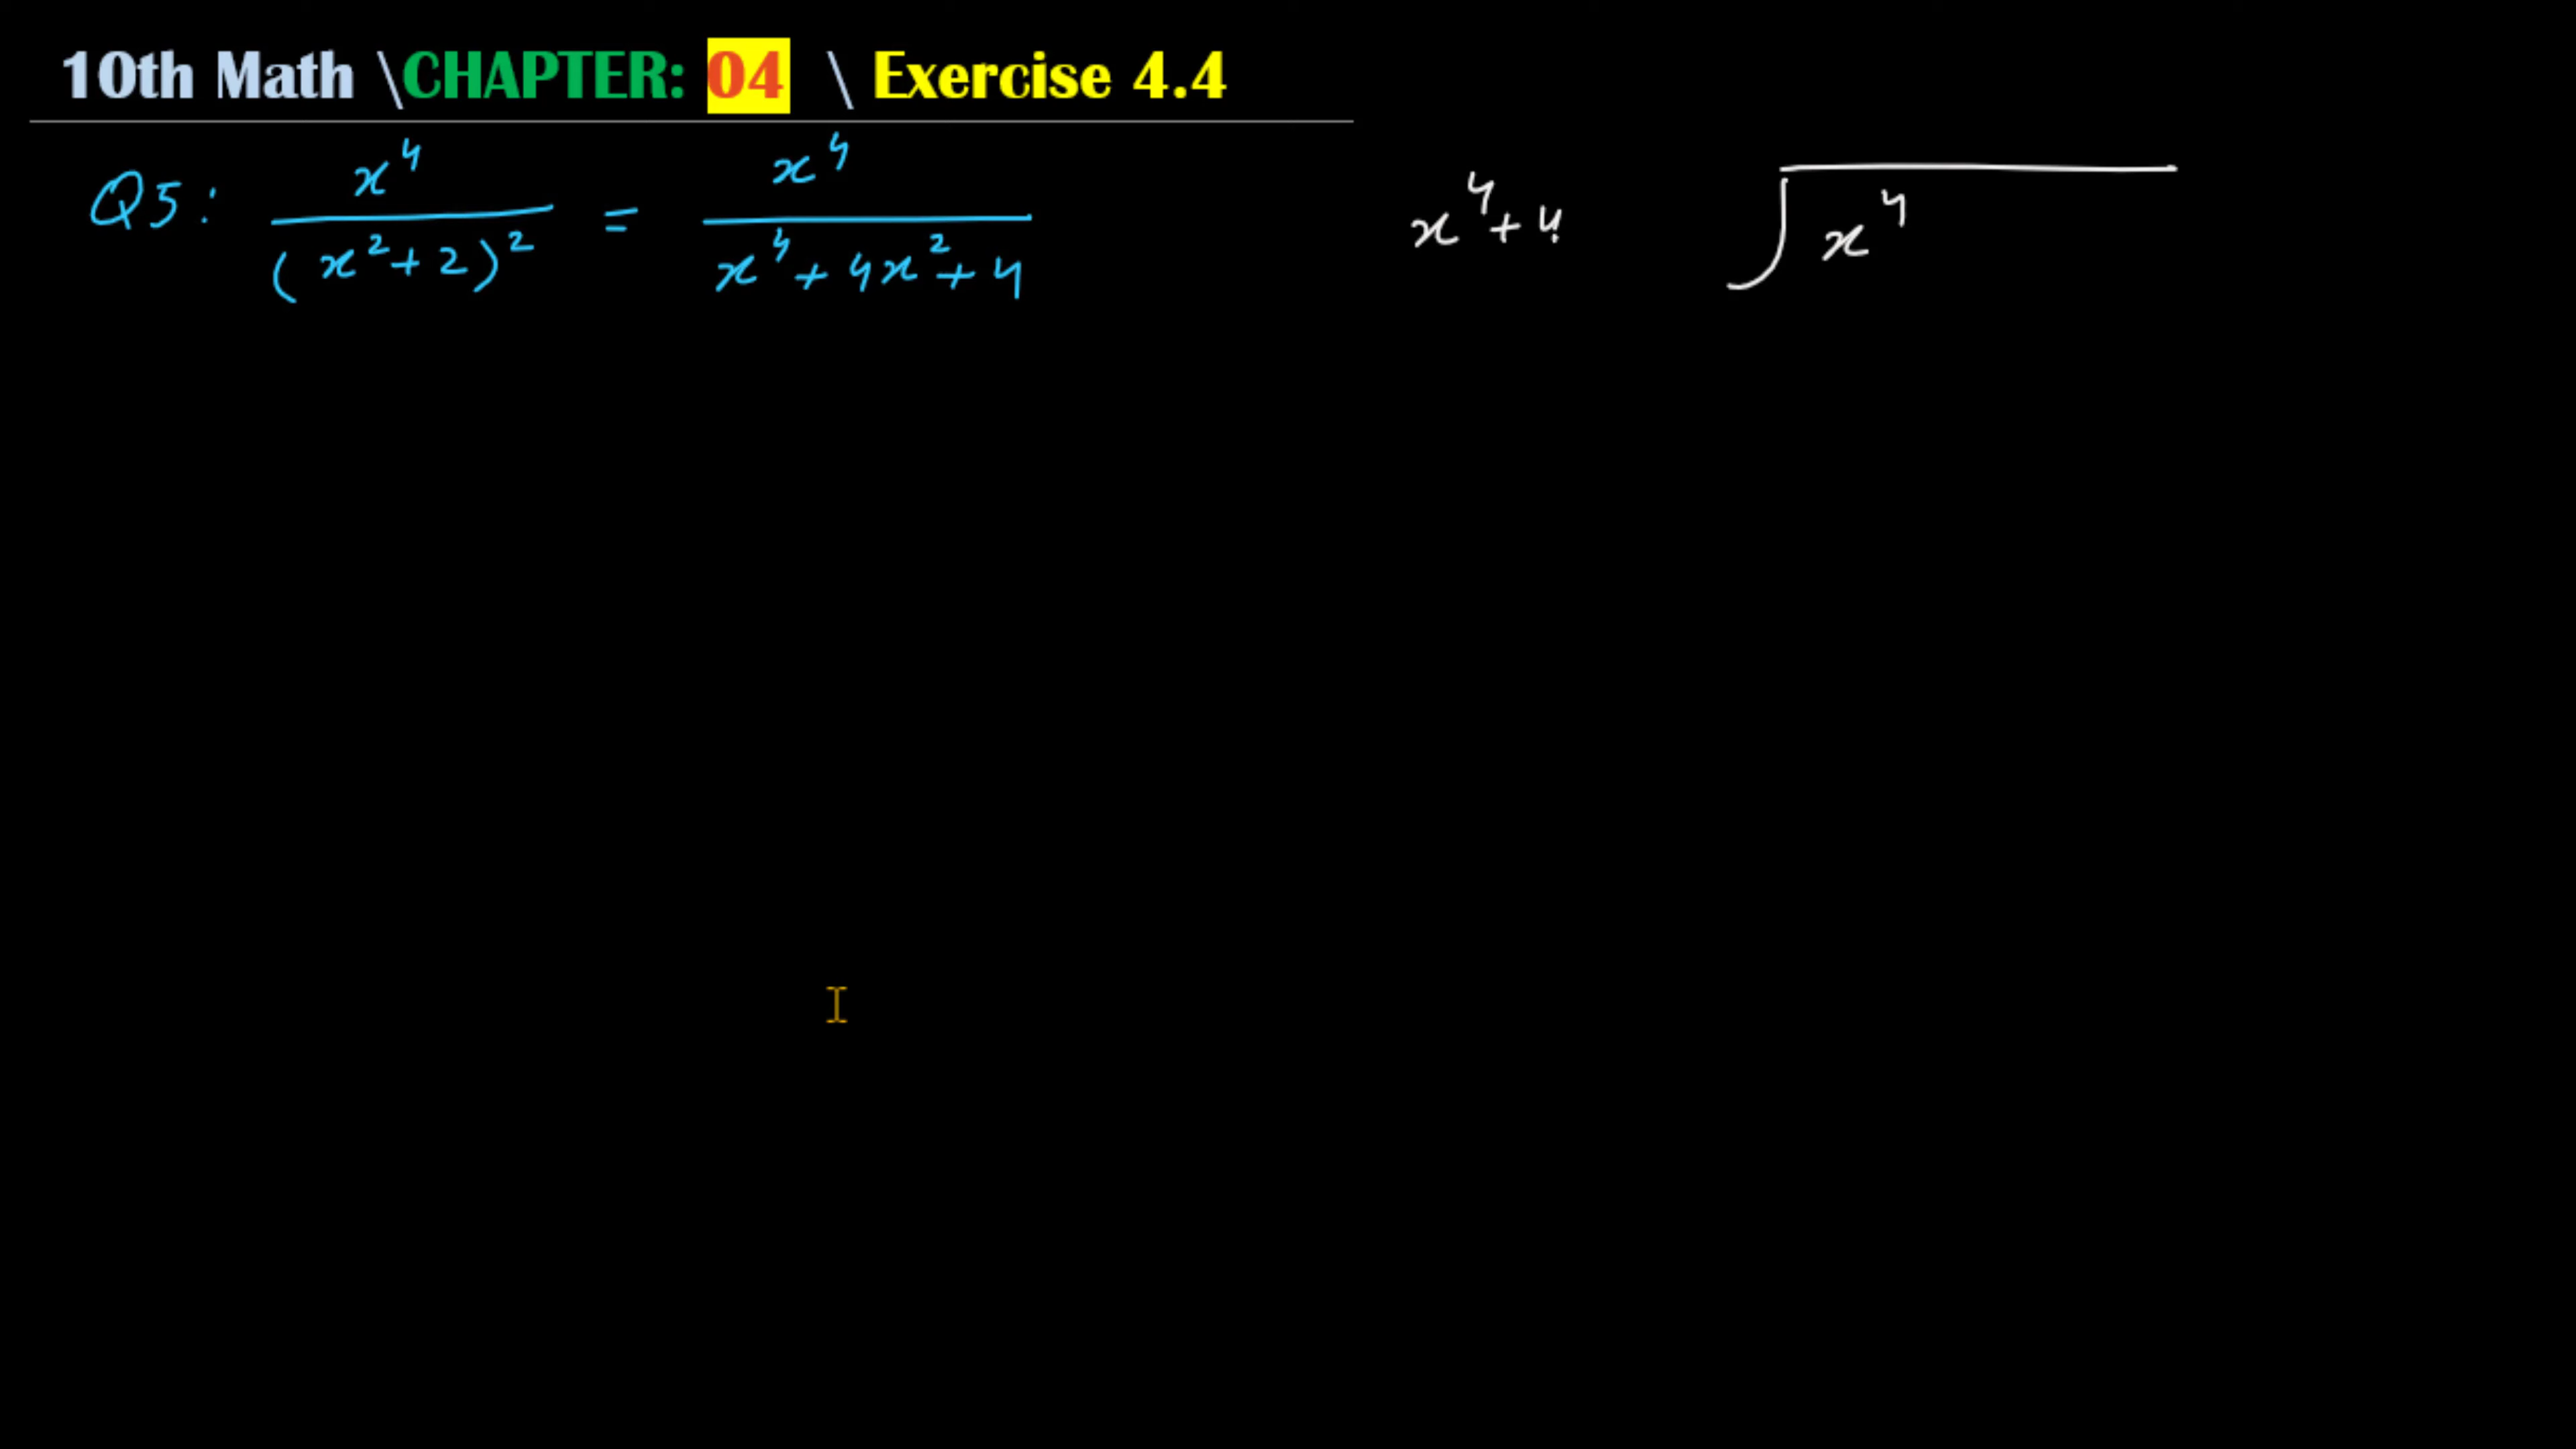 10th Math \CHAPTER: 04 \ Exercise 4.4
Q5: x⁴/(x²+2)² = x⁴/(x⁴+4x²+4)
x⁴+4 ⟌ x⁴